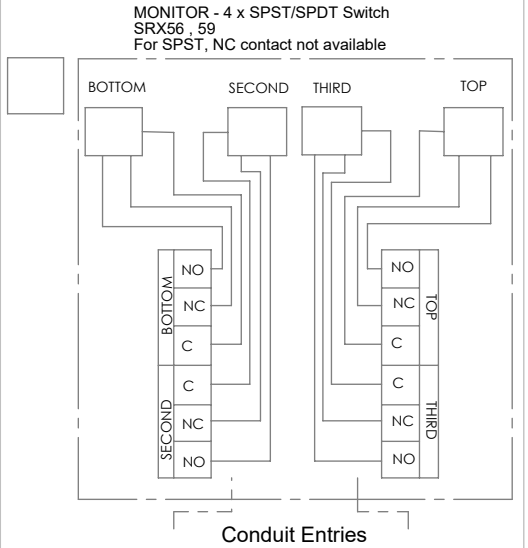 MONITOR - 4 x SPST/SPDT Switch
SRX56 , 59
For SPST, NC contact not available
BOTTOM
SECOND
THIRD
TOP
BOTTOM
NO
NC
C
SECOND
C
NC
NO
NO
NC
C
TOP
C
NC
NO
THIRD
Conduit Entries